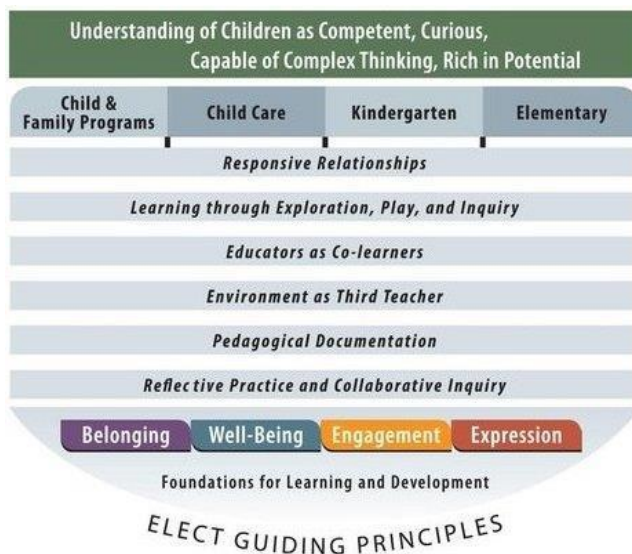 Understanding of Children as Competent, Curious,
Capable of Complex Thinking, Rich in Potential
Child &
Family Programs
Child Care
Kindergarten
Elementary
Responsive Relationships
Learning through Exploration, Play, and Inquiry
Educators as Co-learners
Environment as Third Teacher
Pedagogical Documentation
Reflective Practice and Collaborative Inquiry
Belonging
Well-Being
Engagement
Expression
Foundations for Learning and Development
ELECT GUIDING PRINCIPLES